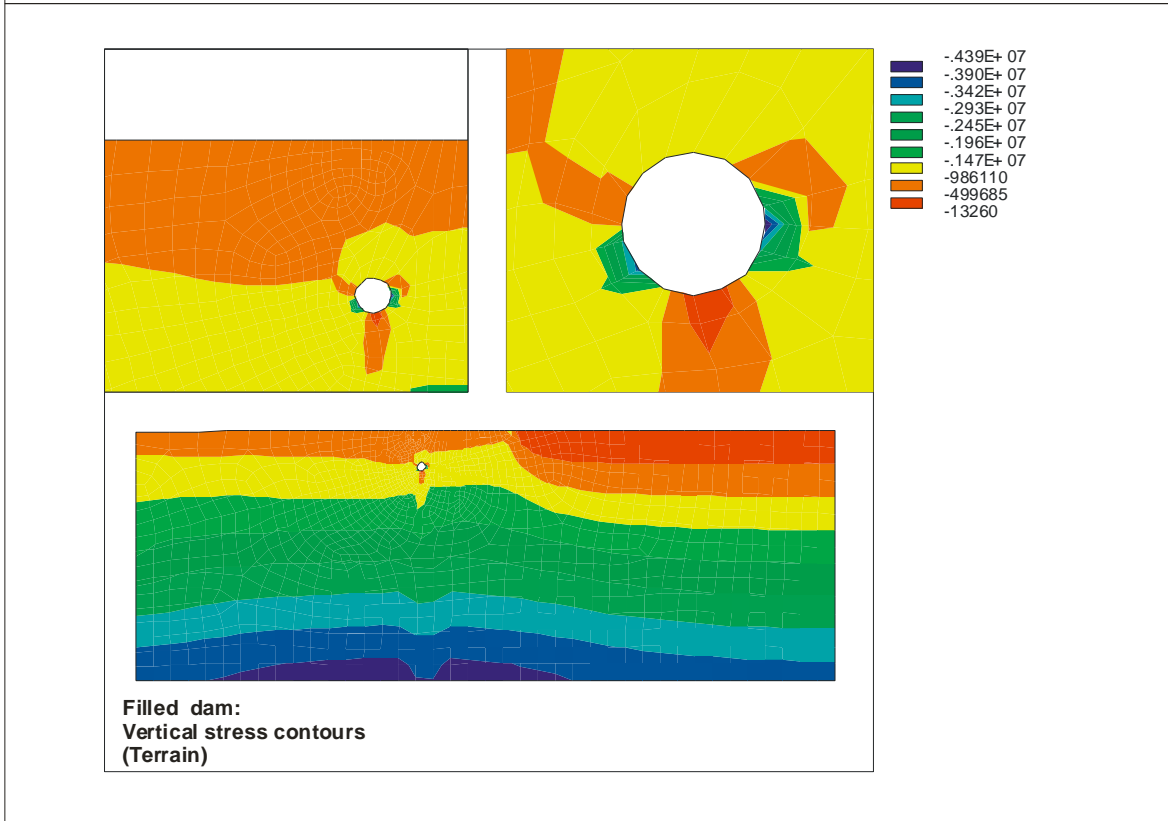 -.439E+ 07
-.390E+ 07
-.342E+ 07
-.293E+ 07
-.245E+ 07
-.196E+ 07
-.147E+ 07
-986110
-499685
-13260
Filled dam:
Vertical stress contours
(Terrain)